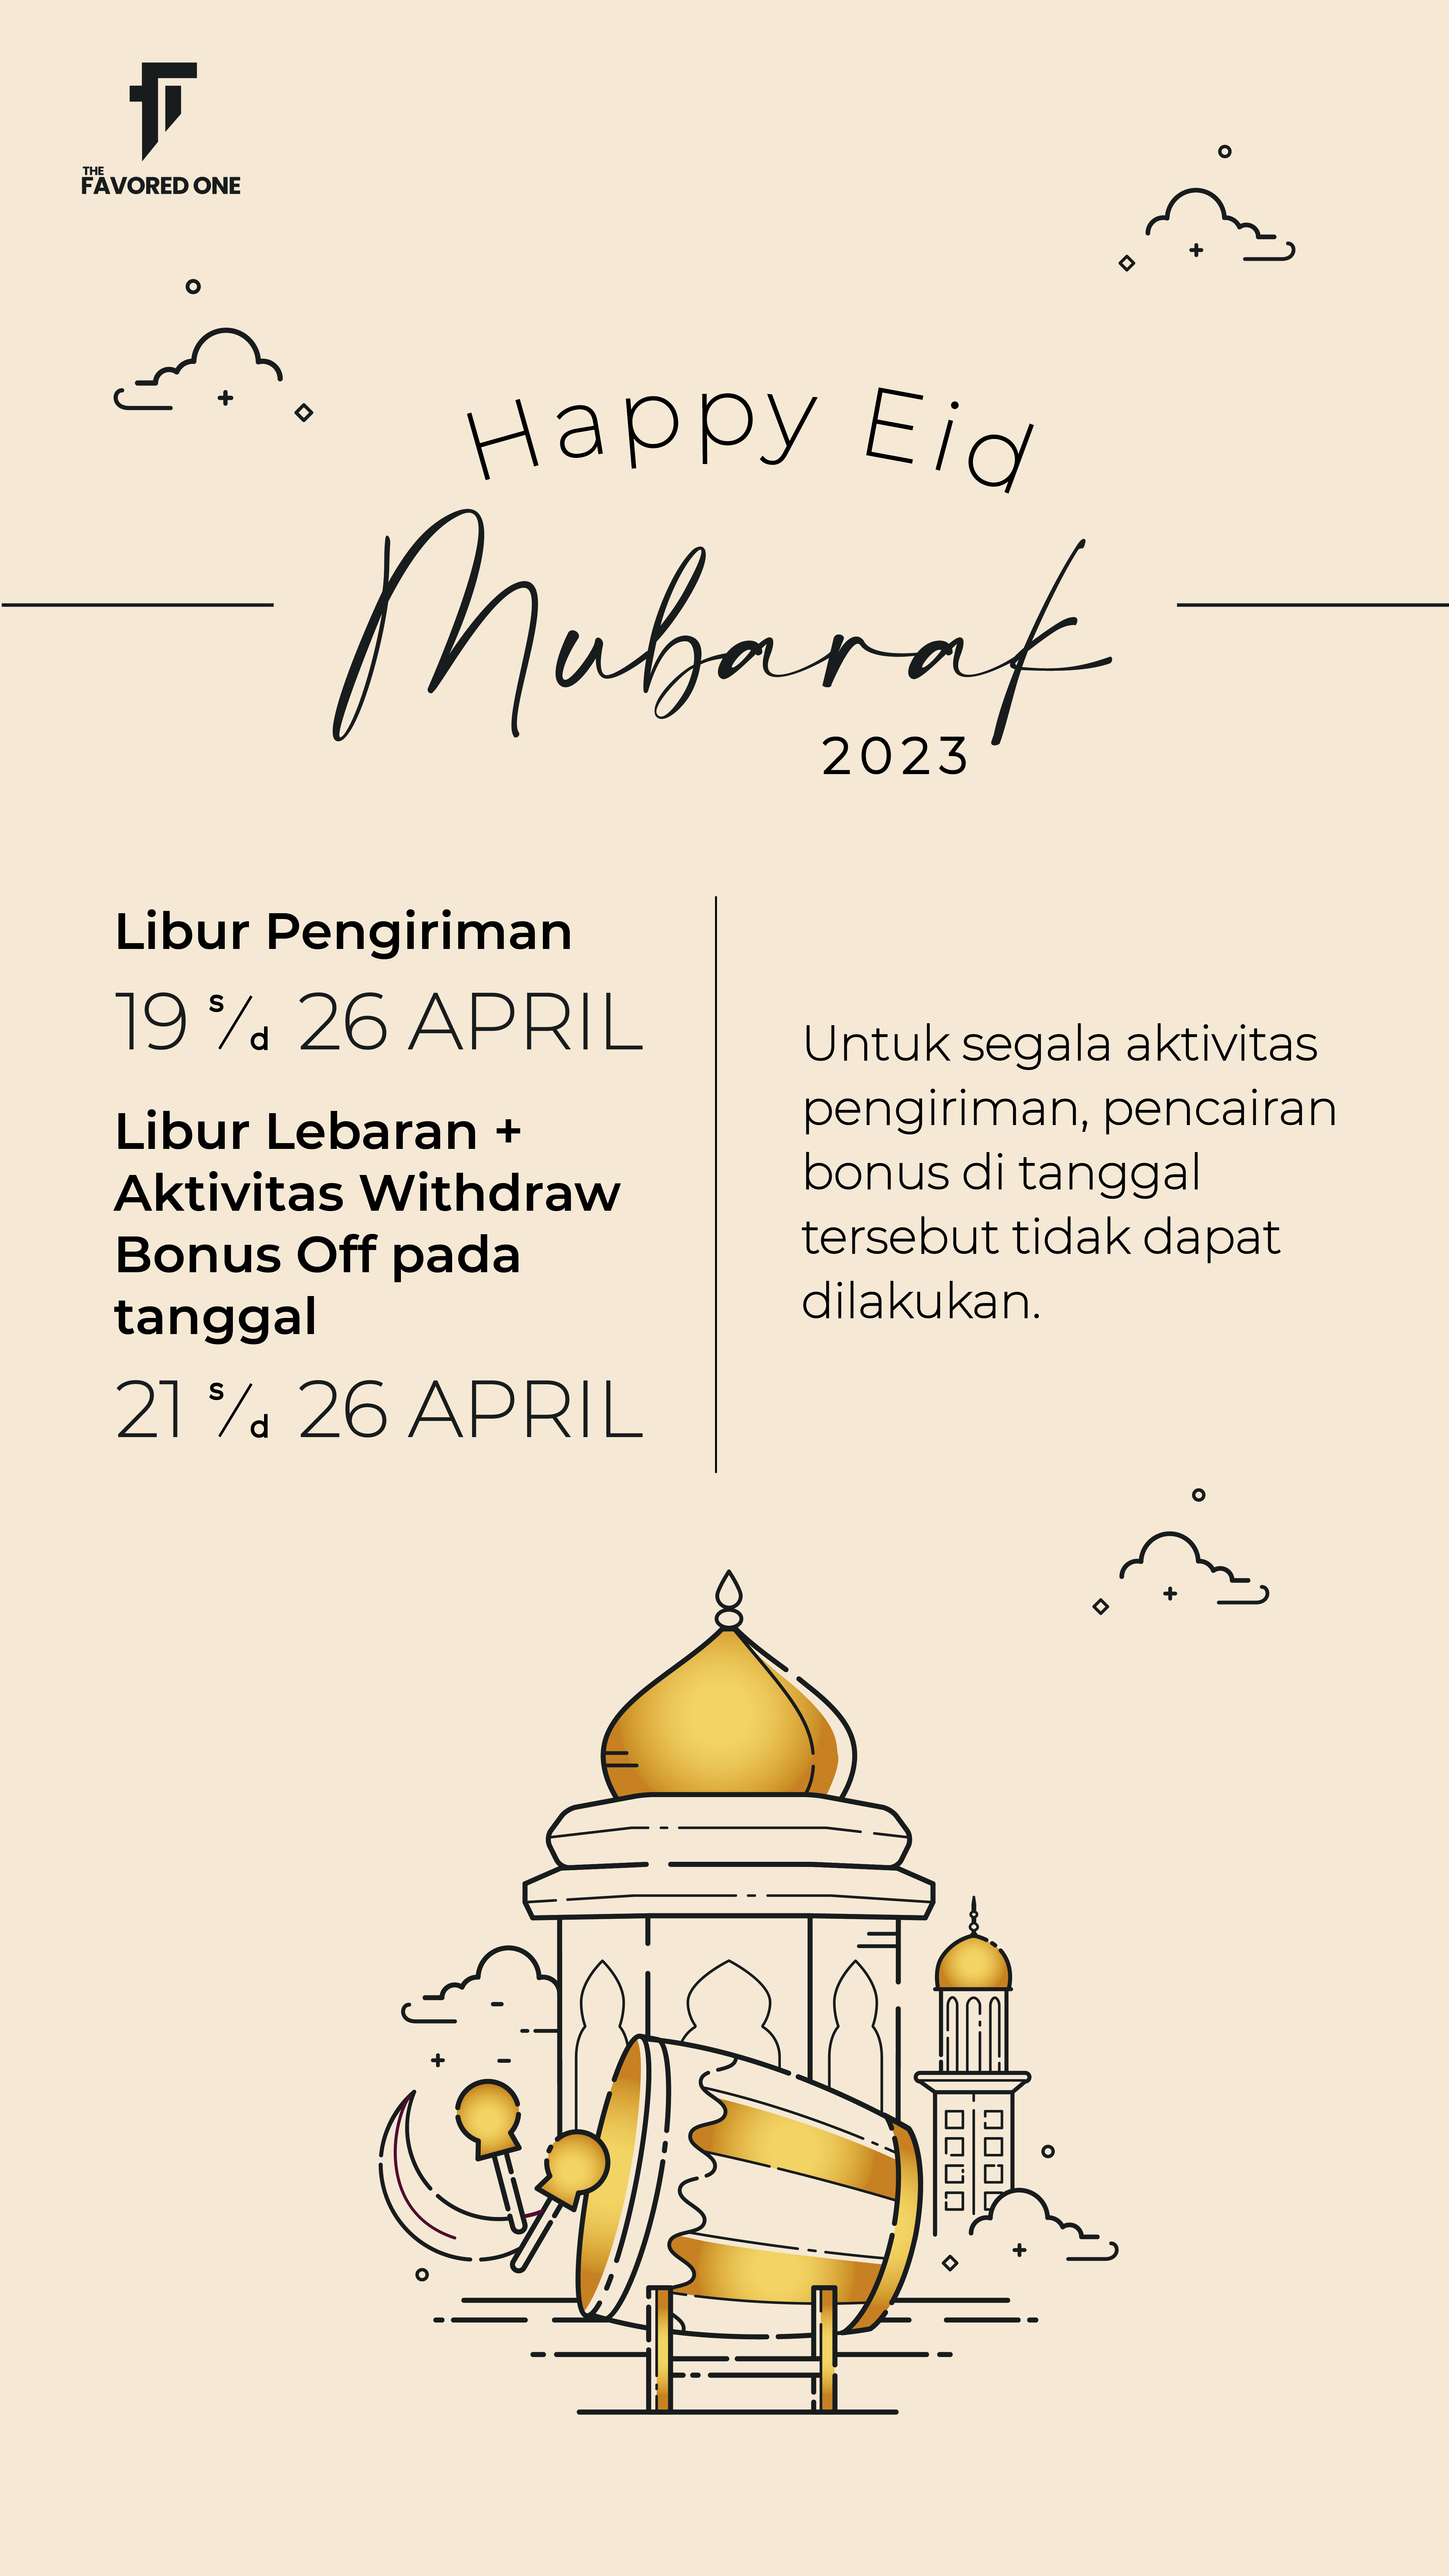 THE
FAVORED ONE
Happy Eid
Mubarak
2023
Libur Pengiriman
19 s/d 26 APRIL
Libur Lebaran +
Aktivitas Withdraw
Bonus Off pada
tanggal
21 s/d 26 APRIL
Untuk segala aktivitas
pengiriman, pencairan
bonus di tanggal
tersebut tidak dapat
dilakukan.